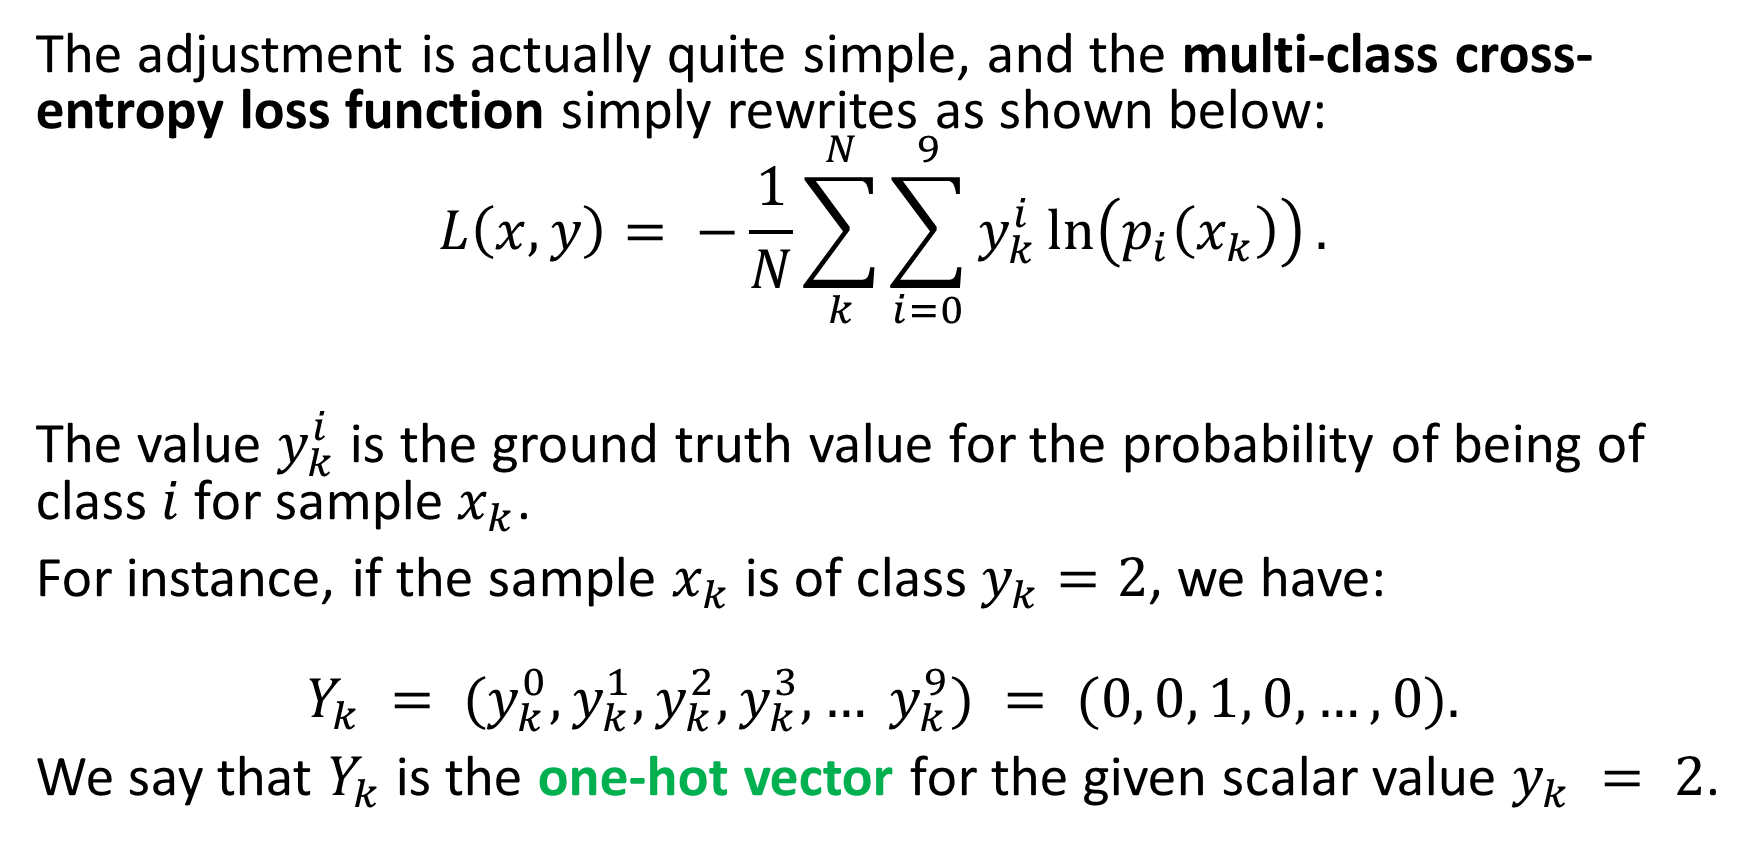 The adjustment is actually quite simple, and the multi-class cross-
entropy loss function simply rewrites as shown below:
L(x, y) = − \frac{1}{N} \sum_{k}^{N} \sum_{i=0}^{9} y_k^i ln(p_i(x_k)).
The value y_k^i is the ground truth value for the probability of being of
class i for sample x_k.
For instance, if the sample x_k is of class y_k = 2, we have:
Y_k = (y_k^0, y_k^1, y_k^2, y_k^3, … y_k^9) = (0, 0, 1, 0, … , 0).
We say that Y_k is the one-hot vector for the given scalar value y_k = 2.